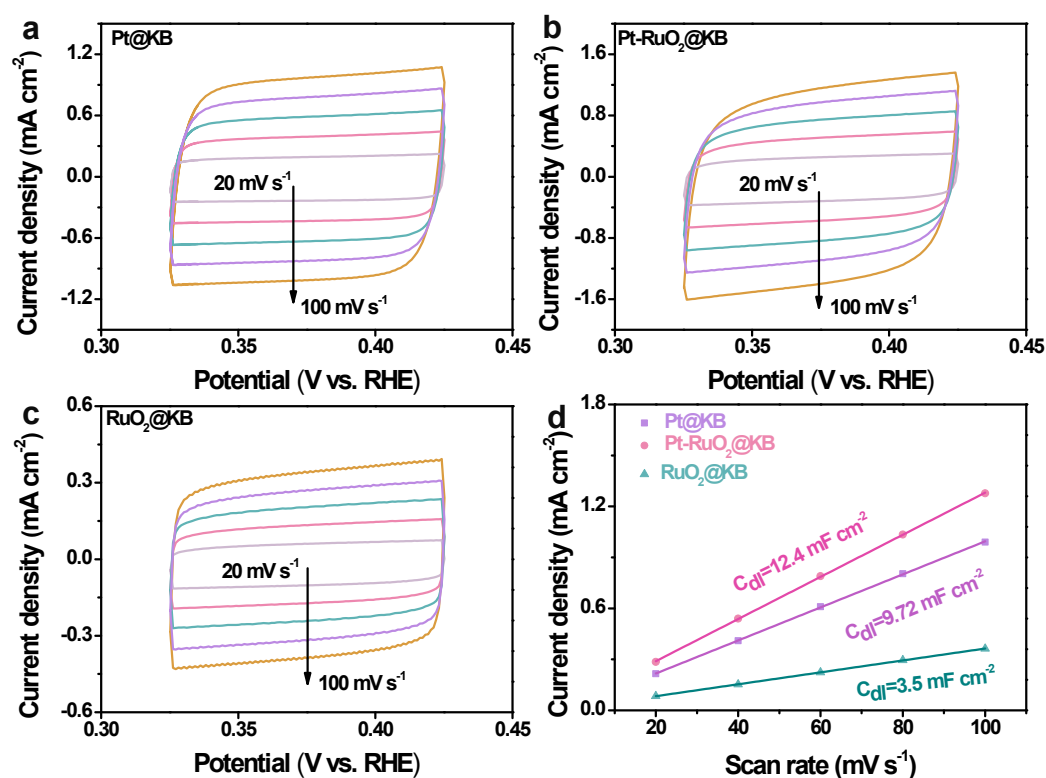 a
Pt@KB
1.2
0.6
0.0
-0.6
-1.2
Current density (mA cm⁻²)
20 mV s⁻¹
100 mV s⁻¹
0.30
0.35
0.40
0.45
Potential (V vs. RHE)
b
Pt-RuO₂@KB
1.6
0.8
0.0
-0.8
-1.6
Current density (mA cm⁻²)
20 mV s⁻¹
100 mV s⁻¹
0.30
0.35
0.40
0.45
Potential (V vs. RHE)
c
RuO₂@KB
0.6
0.3
0.0
-0.3
-0.6
Current density (mA cm⁻²)
20 mV s⁻¹
100 mV s⁻¹
0.30
0.35
0.40
0.45
Potential (V vs. RHE)
d
Pt@KB
Pt-RuO₂@KB
RuO₂@KB
1.8
1.2
0.6
0.0
Current density (mA cm⁻²)
C_dl=12.4 mF cm⁻²
C_dl=9.72 mF cm⁻²
C_dl=3.5 mF cm⁻²
20
40
60
80
100
Scan rate (mV s⁻¹)